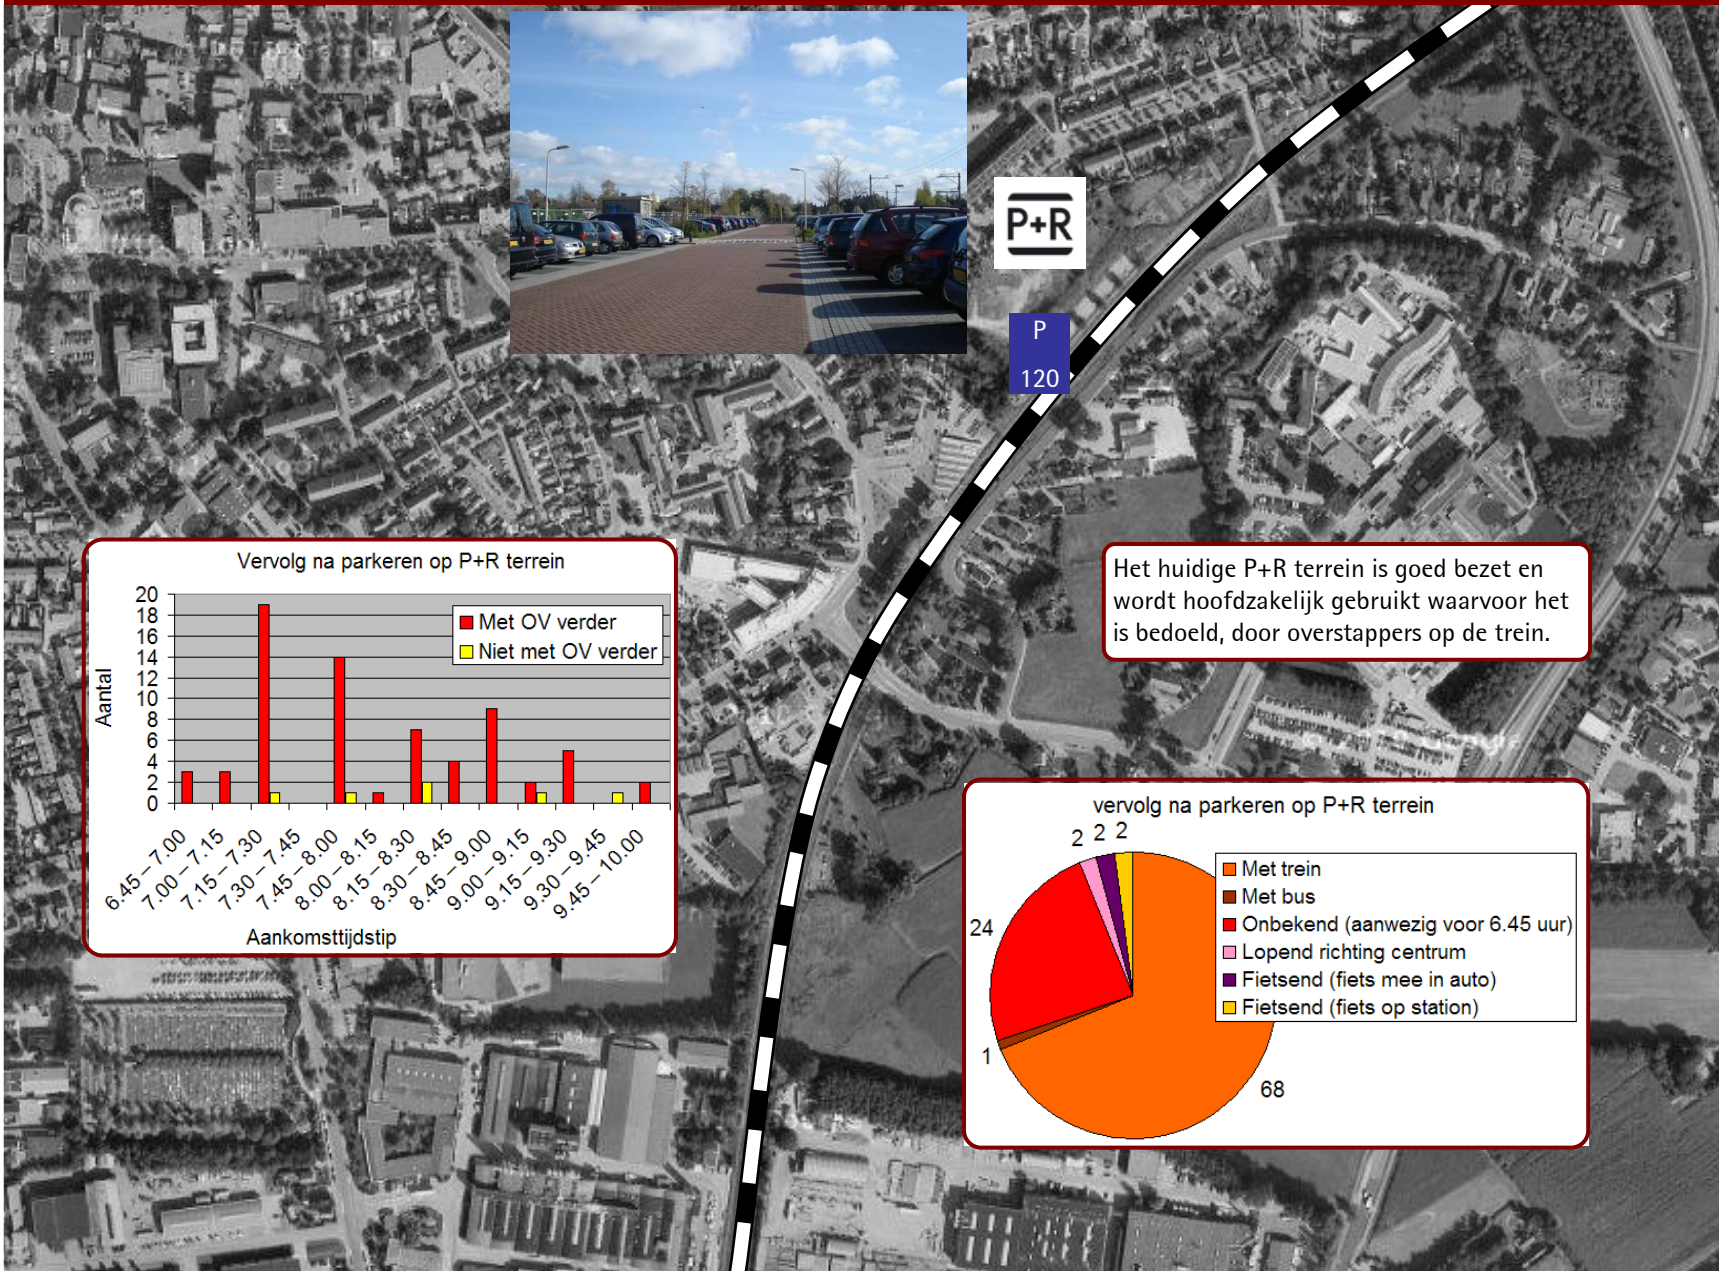 P+R
P
120
Vervolg na parkeren op P+R terrein
20
18
16
14
12
10
8
6
4
2
0
Aantal
Met OV verder
Niet met OV verder
6.45 – 7.00
7.00 – 7.15
7.15 – 7.30
7.30 – 7.45
7.45 – 8.00
8.00 – 8.15
8.15 – 8.30
8.30 – 8.45
8.45 – 9.00
9.00 – 9.15
9.15 – 9.30
9.30 – 9.45
9.45 – 10.00
Aankomsttijdstip
Het huidige P+R terrein is goed bezet en
wordt hoofdzakelijk gebruikt waarvoor het
is bedoeld, door overstappers op de trein.
vervolg na parkeren op P+R terrein
2 2 2
24
1
68
Met trein
Met bus
Onbekend (aanwezig voor 6.45 uur)
Lopend richting centrum
Fietsend (fiets mee in auto)
Fietsend (fiets op station)